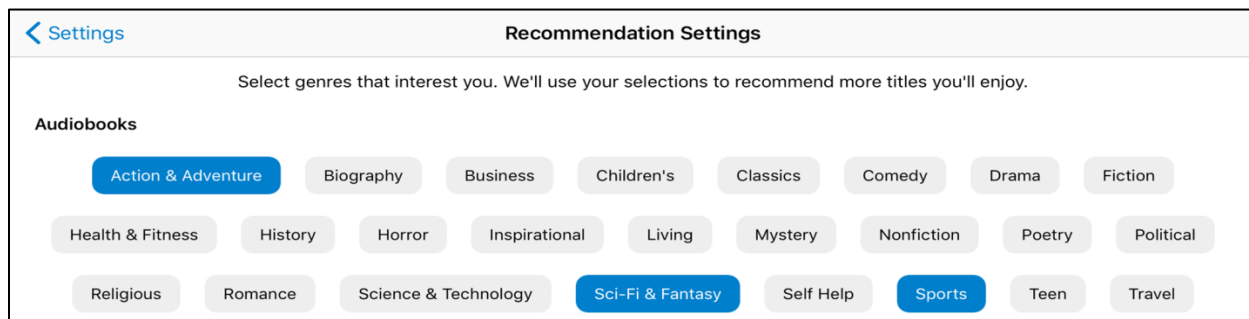 Settings
Recommendation Settings
Select genres that interest you. We'll use your selections to recommend more titles you'll enjoy.
Audiobooks
Action & Adventure Biography Business Children's Classics Comedy Drama Fiction
Health & Fitness History Horror Inspirational Living Mystery Nonfiction Poetry Political
Religious Romance Science & Technology Sci-Fi & Fantasy Self Help Sports Teen Travel